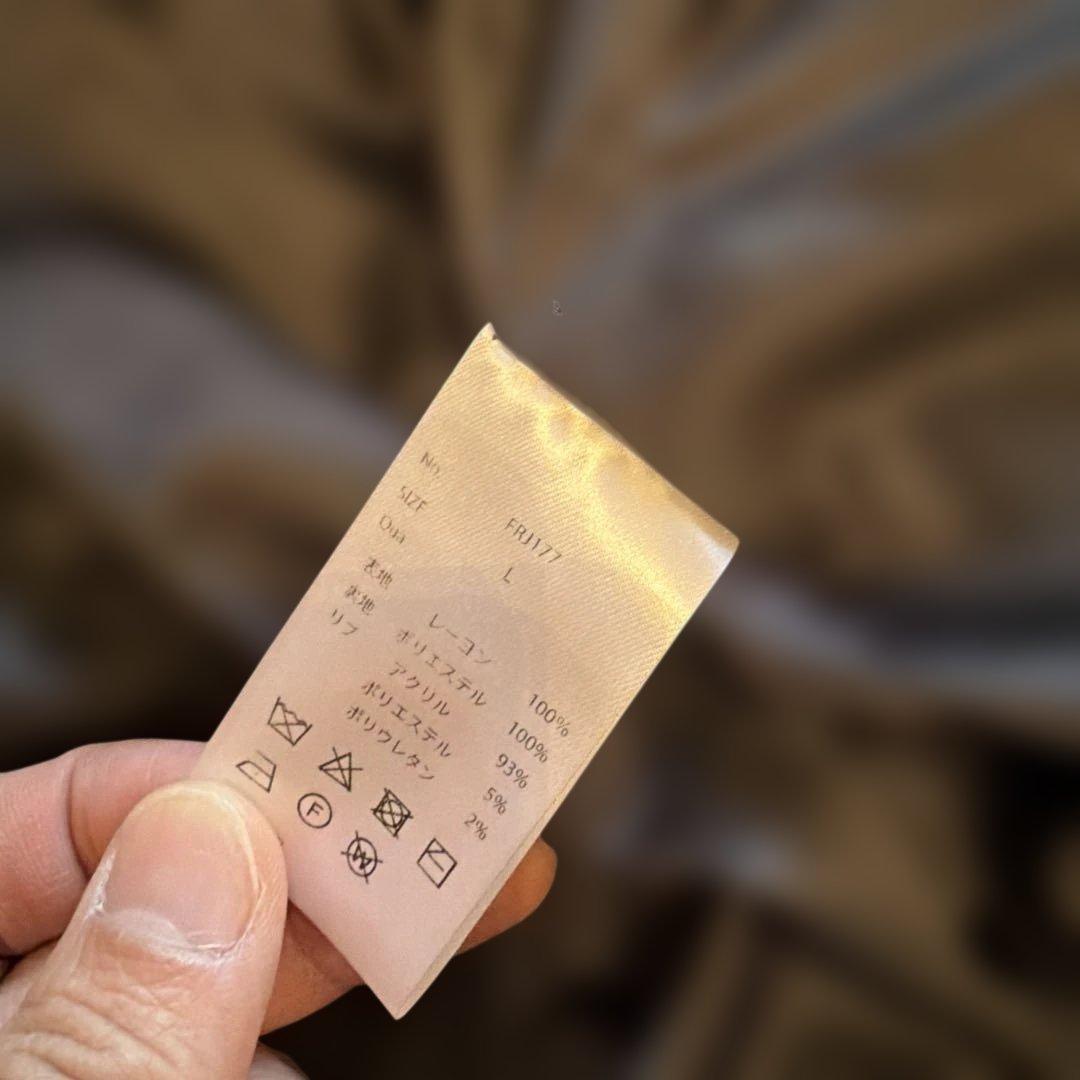 No. FRJ177
SIZE L
Qua
表地 レーヨン 100%
裏地 ポリエステル 100%
リブ アクリル 93%
ポリエステル 5%
ポリウレタン 2%
F
W